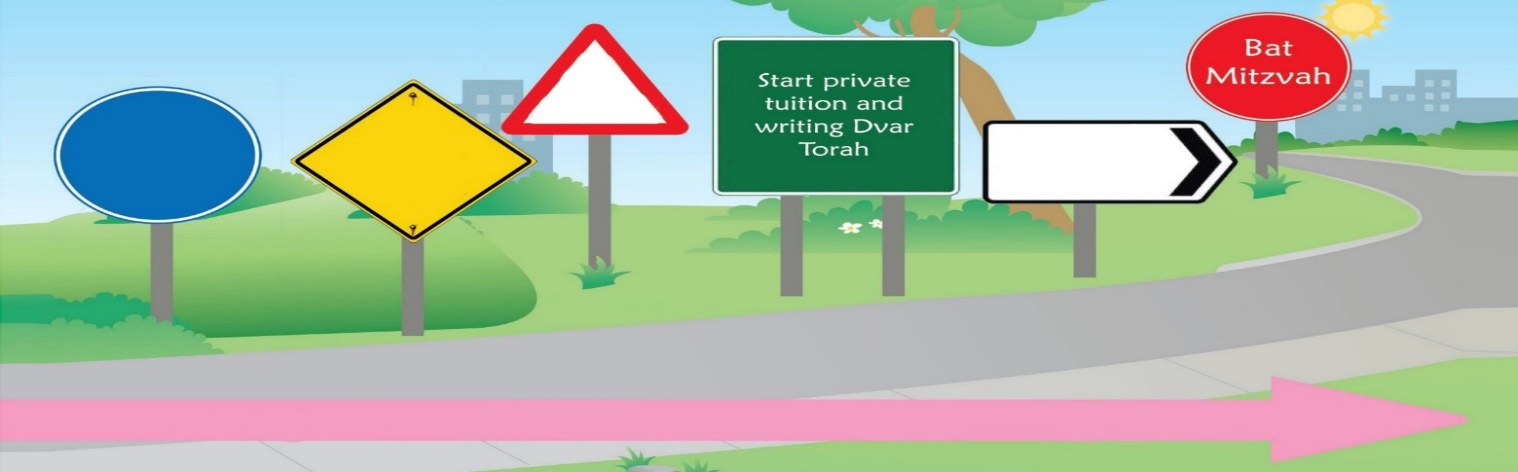 Start private
tuition and
writing Dvar
Torah
Bat
Mitzvah